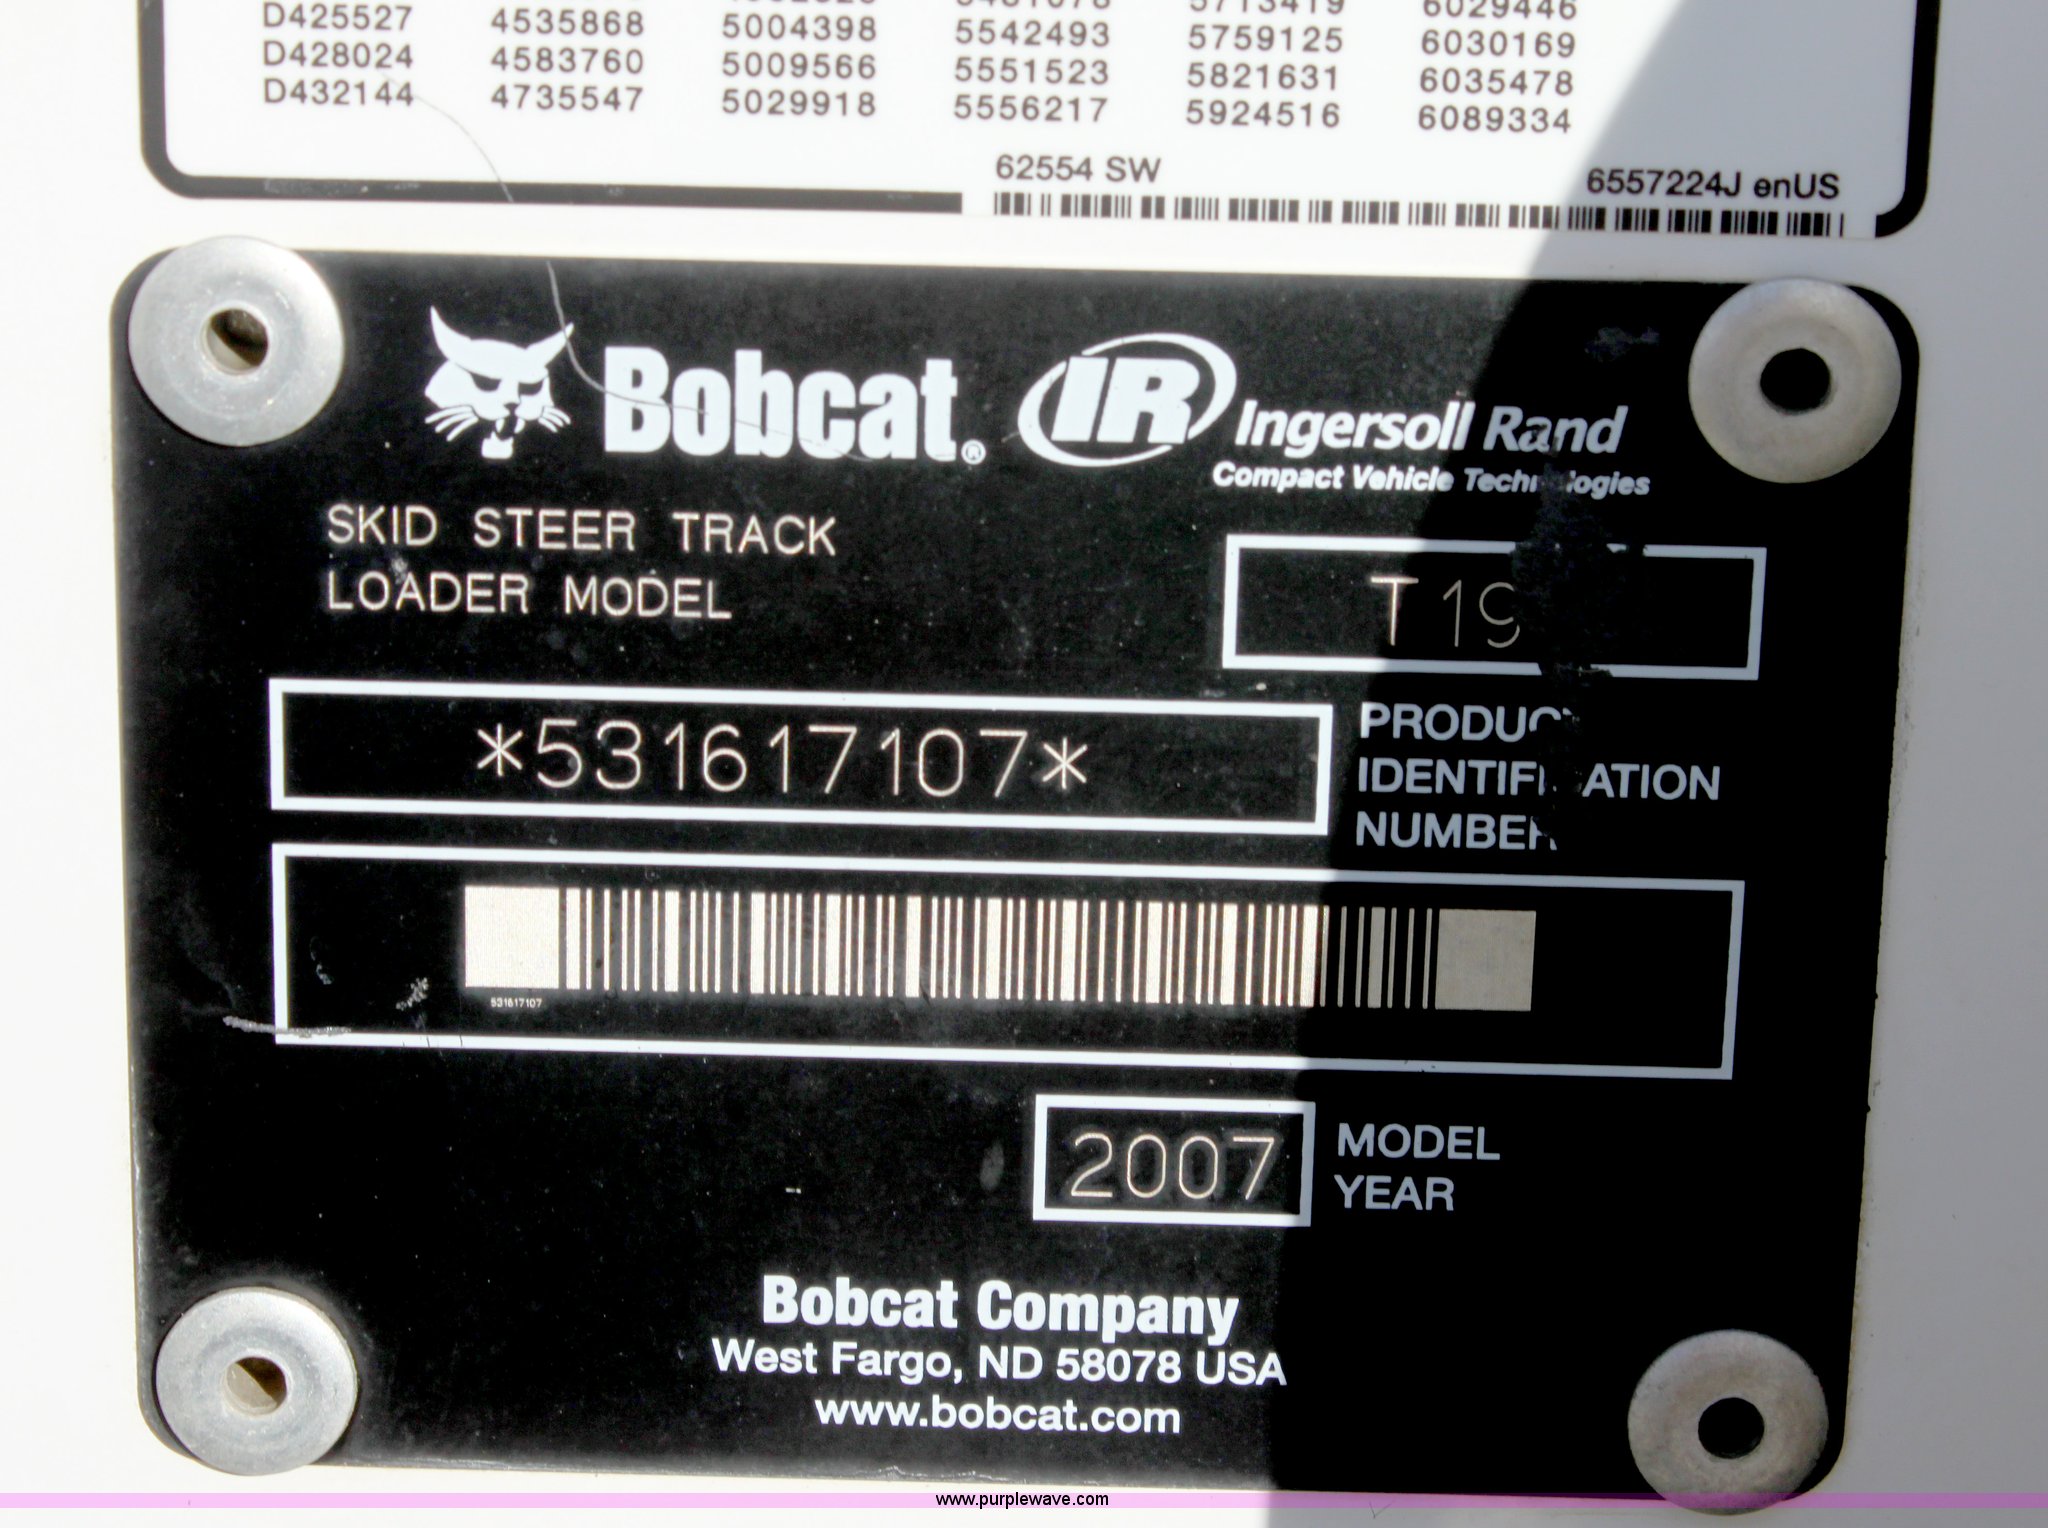 D425527 4535868 5004398 5542493 5759125 6030169
D428024 4583760 5009566 5551523 5821631 6035478
D432144 4735547 5029918 5556217 5924516 6089334
62554 SW
6557224J enUS
Bobcat® IR Ingersoll Rand
Compact Vehicle
SKID STEER TRACK
LOADER MODEL
T19
*531617107*
PRODUC
IDENTIFI ATION
NUMBER
531617107
2007
MODEL
YEAR
Bobcat Company
West Fargo, ND 58078 USA
www.bobcat.com
www.purplewave.com